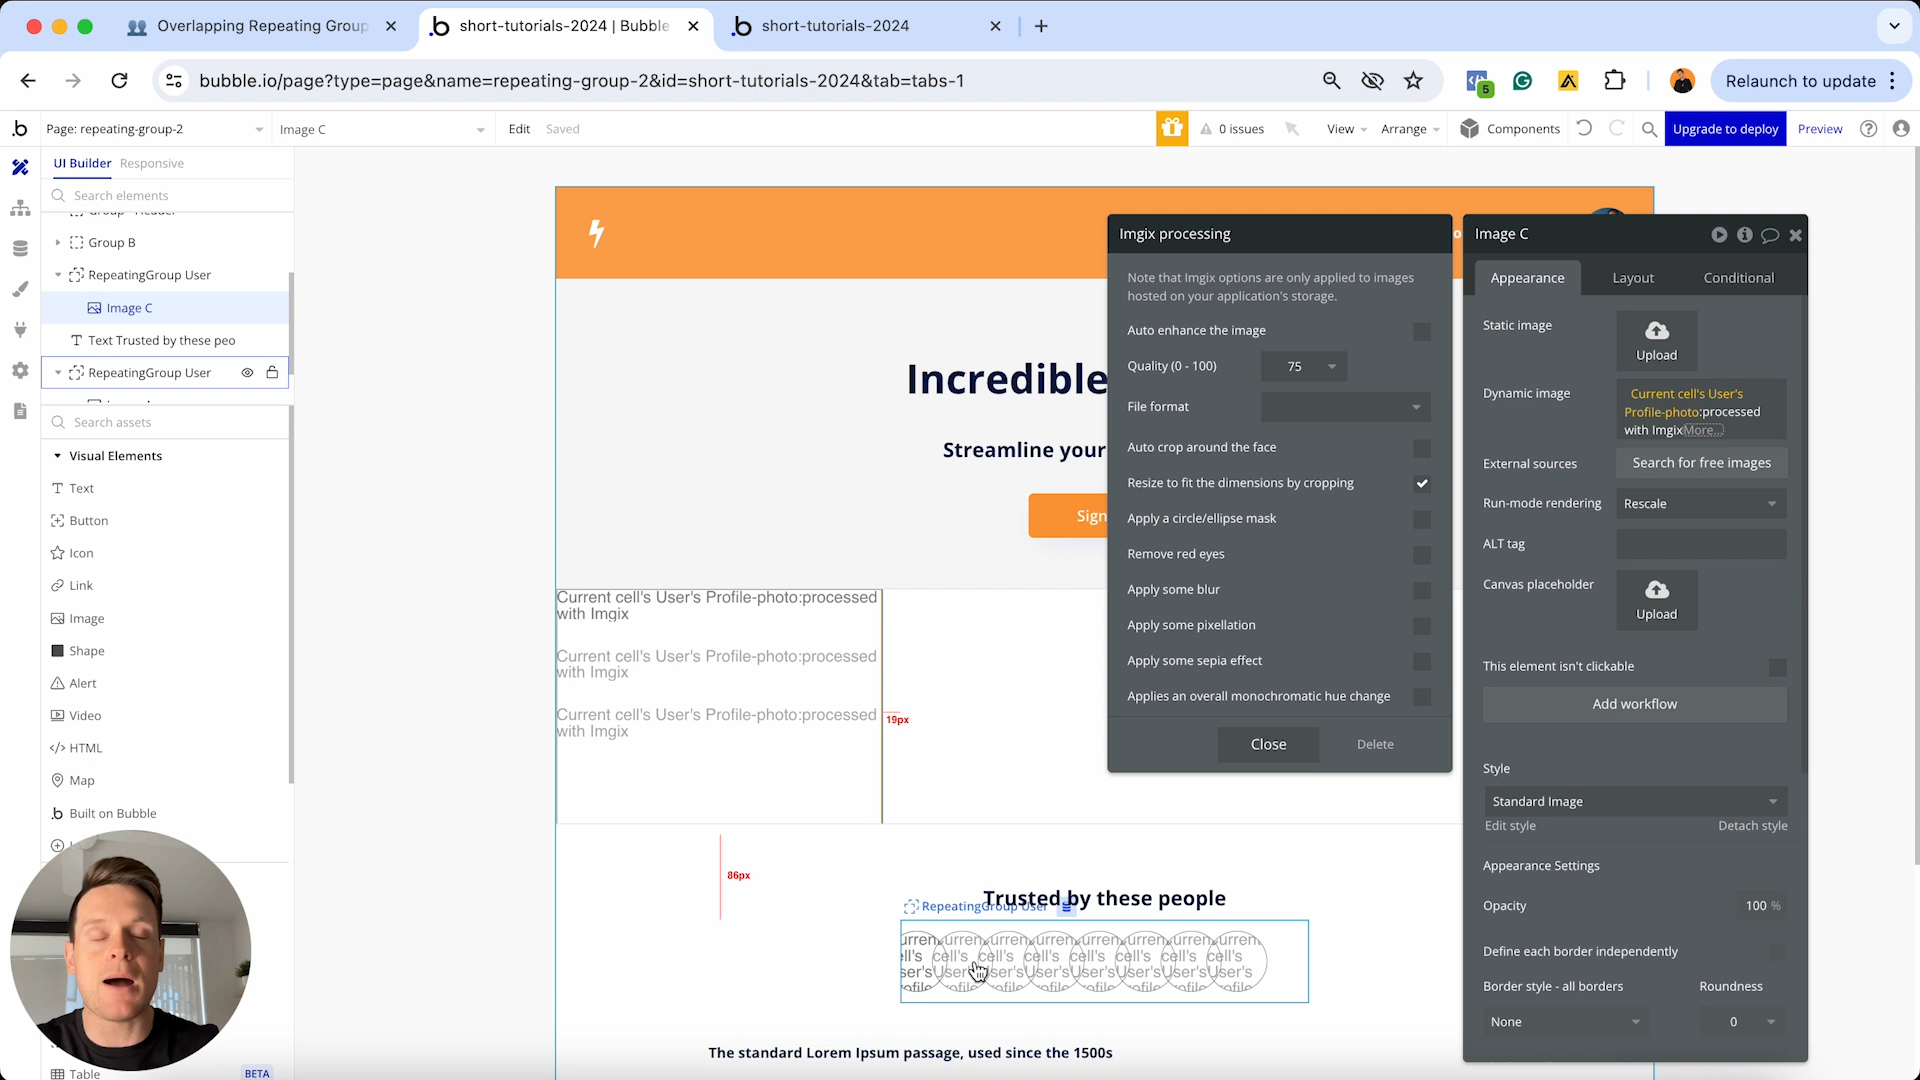 Overlapping Repeating Group
short-tutorials-2024 | Bubble
short-tutorials-2024
bubble.io/page?type=page&name=repeating-group-2&id=short-tutorials-2024&tab=tabs-1
5
Relaunch to update
Page: repeating-group-2
Image C
Edit
Saved
0 issues
View
Arrange
Components
Upgrade to deploy
Preview
UI Builder
Responsive
Search elements
Group B
RepeatingGroup User
Image C
Text Trusted by these peo
RepeatingGroup User
Search assets
Visual Elements
Text
Button
Icon
Link
Image
Shape
Alert
Video
HTML
Map
Built on Bubble
Table
BETA
Incredible
Streamline your
Sign
Current cell's User's Profile-photo:processed
with Imgix
Current cell's User's Profile-photo:processed
with Imgix
Current cell's User's Profile-photo:processed
with Imgix
19px
86px
Trusted by these people
RepeatingGroup User
The standard Lorem Ipsum passage, used since the 1500s
Imgix processing
Note that Imgix options are only applied to images
hosted on your application's storage.
Auto enhance the image
Quality (0 - 100)
75
File format
Auto crop around the face
Resize to fit the dimensions by cropping
Apply a circle/ellipse mask
Remove red eyes
Apply some blur
Apply some pixellation
Apply some sepia effect
Applies an overall monochromatic hue change
Close
Delete
Image C
Appearance
Layout
Conditional
Static image
Upload
Dynamic image
Current cell's User's
Profile-photo:processed
with ImgixMore...
External sources
Search for free images
Run-mode rendering
Rescale
ALT tag
Canvas placeholder
Upload
This element isn't clickable
Add workflow
Style
Standard Image
Edit style
Detach style
Appearance Settings
Opacity
100 %
Define each border independently
Border style - all borders
Roundness
None
0